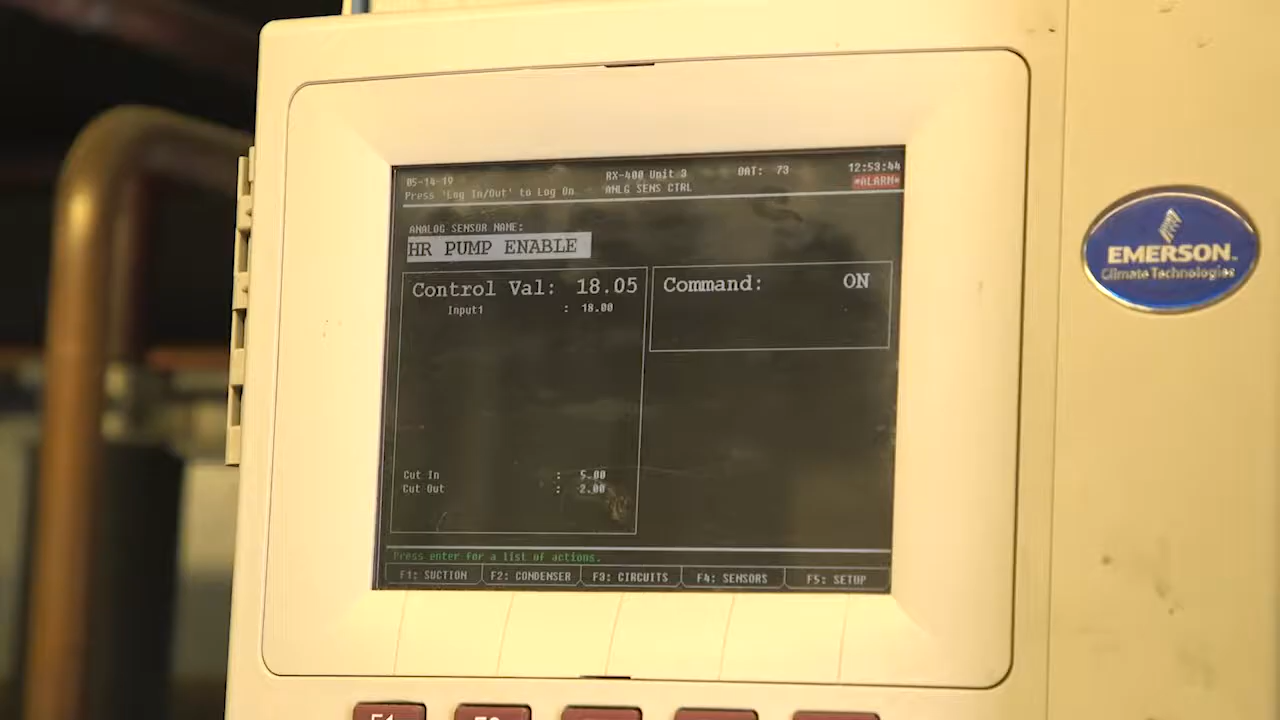 05-14-19 RX-400 Unit 3 OAT: 73 12:53:44
Press 'Log In/Out' to Log On ANLG SENS CTRL *ALARM*
ANALOG SENSOR NAME:
HR PUMP ENABLE
Control Val: 18.05 Command: ON
Input1 : 18.00
Cut In : 5.00
Cut Out : 2.00
Press enter for a list of actions.
F1: SUCTION F2: CONDENSER F3: CIRCUITS F4: SENSORS F5: SETUP
EMERSON™
Climate Technologies
F1